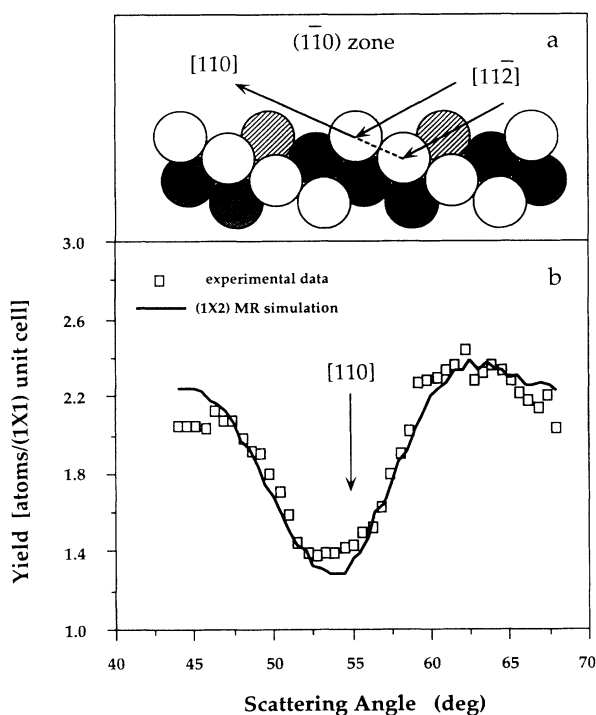 (11̅0) zone
a
[110]
[112̅]
3.0
2.6
2.2
1.8
1.4
1.0
Yield [atoms/(1X1) unit cell]
b
experimental data
(1X2) MR simulation
[110]
40
45
50
55
60
65
70
Scattering Angle (deg)